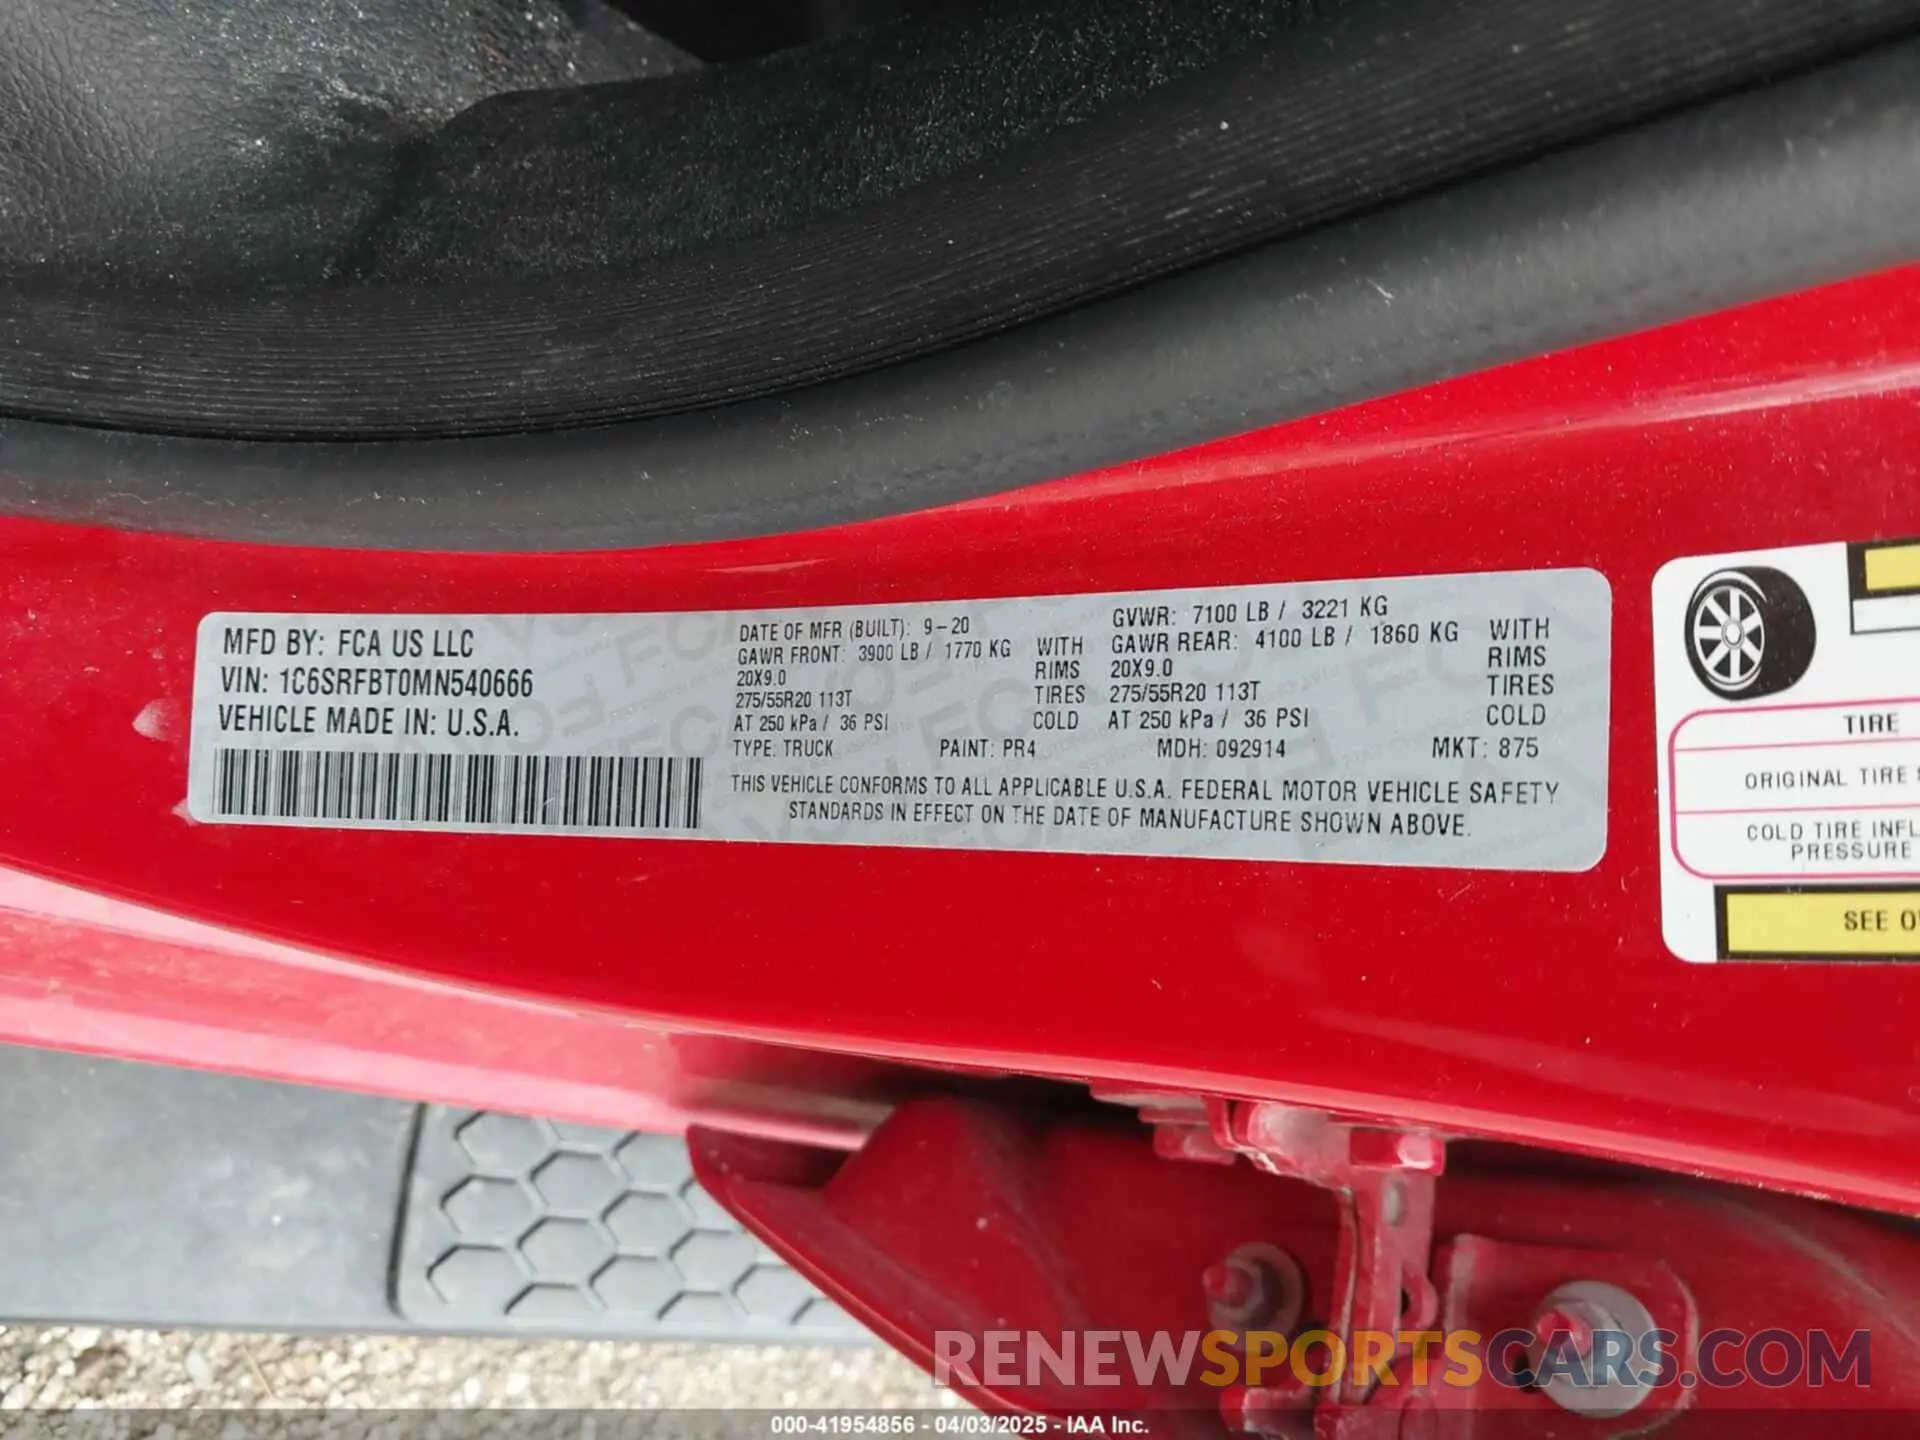 MFD BY: FCA US LLC
VIN: 1C6SRFBT0MN540666
VEHICLE MADE IN: U.S.A.
DATE OF MFR (BUILT): 9-20
GAWR FRONT: 3900 LB / 1770 KG WITH
20X9.0 RIMS
275/55R20 113T TIRES
AT 250 kPa / 36 PSI COLD
GVWR: 7100 LB / 3221 KG
GAWR REAR: 4100 LB / 1860 KG WITH
20X9.0 RIMS
275/55R20 113T TIRES
AT 250 kPa / 36 PSI COLD
TYPE: TRUCK PAINT: PR4 MDH: 092914 MKT: 875
THIS VEHICLE CONFORMS TO ALL APPLICABLE U.S.A. FEDERAL MOTOR VEHICLE SAFETY
STANDARDS IN EFFECT ON THE DATE OF MANUFACTURE SHOWN ABOVE.
TIRE
ORIGINAL TIRE
COLD TIRE INFL
PRESSURE
SEE
RENEWSPORTSCARS.COM
000-41954856 - 04/03/2025 - IAA Inc.